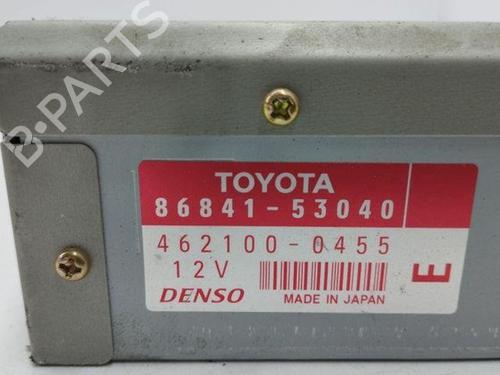 B-PARTS
TOYOTA
86841-53040
462100-0455
12V
E
DENSO
MADE IN JAPAN